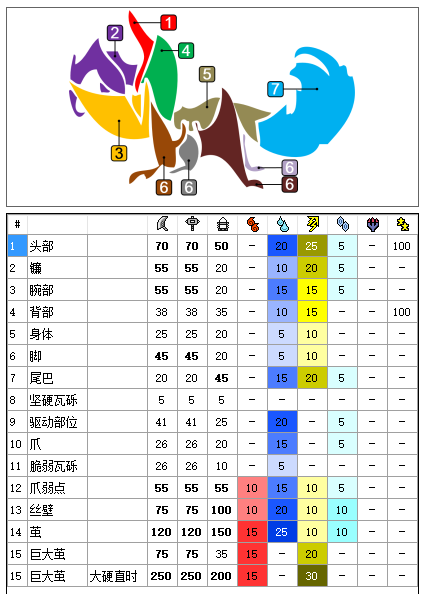 1
2
4
5
7
3
6
6
6
6
#
1 头部 70 70 50 – 20 25 5 – 100
2 镰 55 55 20 – 10 20 5 – –
3 腕部 55 55 20 – 15 15 5 – –
4 背部 38 38 35 – 10 15 – – 100
5 身体 25 25 20 – 5 10 – – –
6 脚 45 45 20 – 5 10 – – –
7 尾巴 20 20 45 – 15 20 5 – –
8 坚硬瓦砾 5 5 5 – – – – – –
9 驱动部位 41 41 25 – 20 – 5 – –
10 爪 26 26 20 – 15 – 5 – –
11 脆弱瓦砾 26 26 10 – 5 – – – –
12 爪弱点 55 55 55 10 15 10 5 – –
13 丝壁 75 75 100 10 20 10 10 – –
14 茧 120 120 150 15 25 10 10 – –
15 巨大茧 75 75 35 15 – 20 – – –
15 巨大茧 大硬直时 250 250 200 15 – 30 – – –